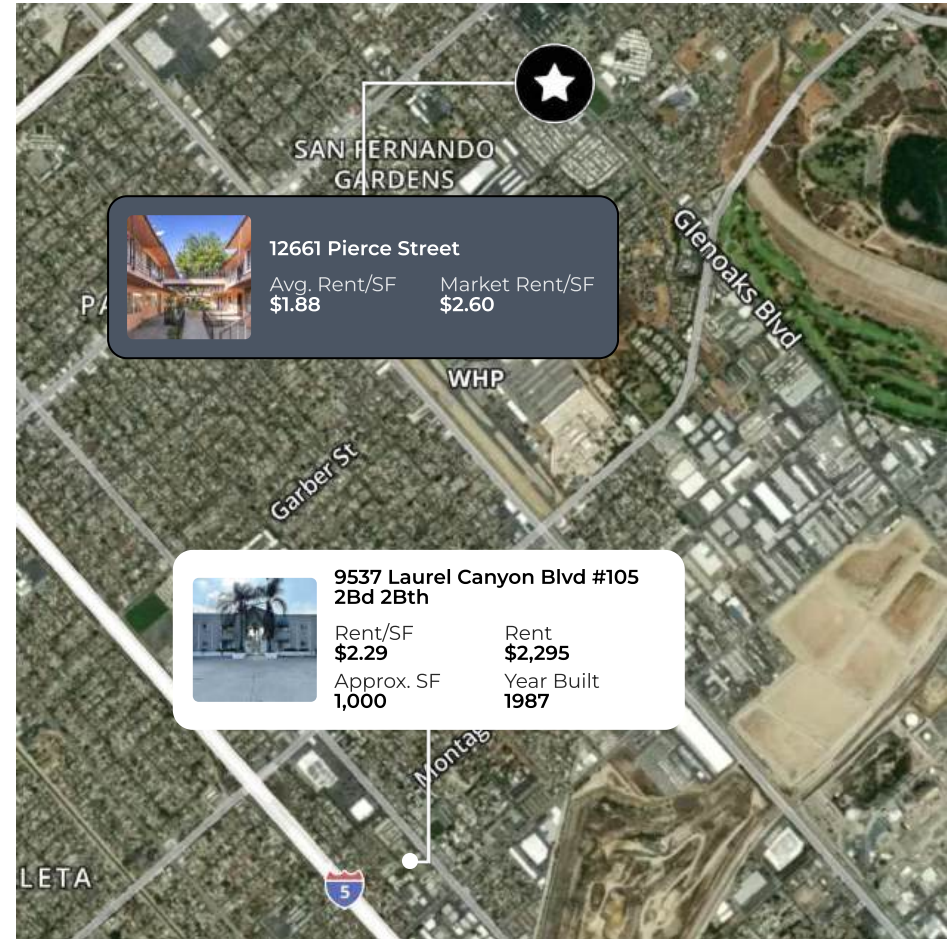 SAN FERNANDO
GARDENS
12661 Pierce Street
Avg. Rent/SF
$1.88
Market Rent/SF
$2.60
PA
Glenoaks Blvd
WHP
Garber St
9537 Laurel Canyon Blvd #105
2Bd 2Bth
Rent/SF
$2.29
Rent
$2,295
Approx. SF
1,000
Year Built
1987
Montag
LETA
5